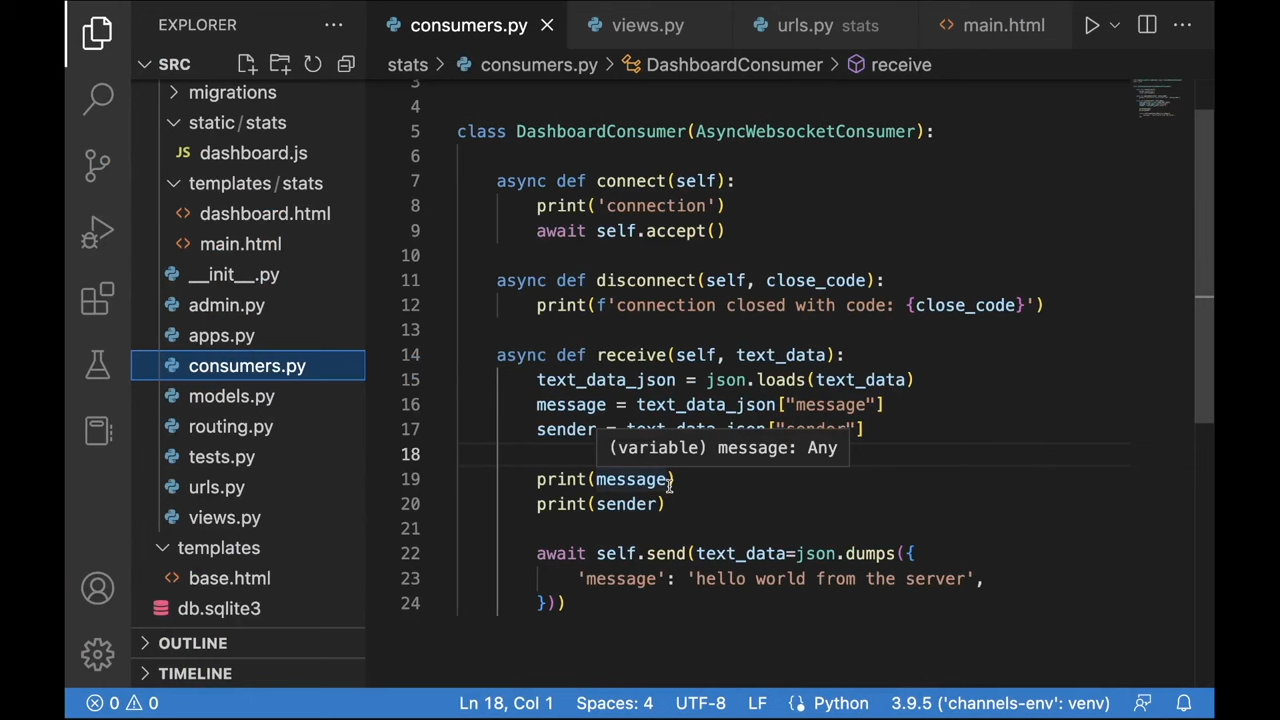 EXPLORER
SRC
migrations
static / stats
JS dashboard.js
templates / stats
<> dashboard.html
<> main.html
__init__.py
admin.py
apps.py
consumers.py
models.py
routing.py
tests.py
urls.py
views.py
templates
<> base.html
db.sqlite3
OUTLINE
TIMELINE
consumers.py
views.py
urls.py stats
<> main.html
stats > consumers.py > DashboardConsumer > receive
3
4
5 class DashboardConsumer(AsyncWebsocketConsumer):
6
7 async def connect(self):
8 print('connection')
9 await self.accept()
10
11 async def disconnect(self, close_code):
12 print(f'connection closed with code: {close_code}')
13
14 async def receive(self, text_data):
15 text_data_json = json.loads(text_data)
16 message = text_data_json["message"]
17 sender = text_data_json["sender"]
(variable) message: Any
18
19 print(message)
20 print(sender)
21
22 await self.send(text_data=json.dumps({
23 'message': 'hello world from the server',
24 }))
0 0 Ln 18, Col 1 Spaces: 4 UTF-8 LF Python 3.9.5 ('channels-env': venv)